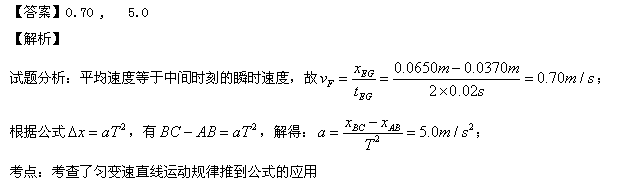 【答案】0.70 ， 5.0
【解析】
试题分析：平均速度等于中间时刻的瞬时速度，故 $v_F = \frac{x_{EG}}{t_{EG}} = \frac{0.0650m-0.0370m}{2\times0.02s} = 0.70m/s$；
根据公式 $\Delta x = aT^2$，有 $BC-AB=aT^2$，解得：$a = \frac{x_{BC}-x_{AB}}{T^2} = 5.0m/s^2$；
考点：考查了匀变速直线运动规律推到公式的应用